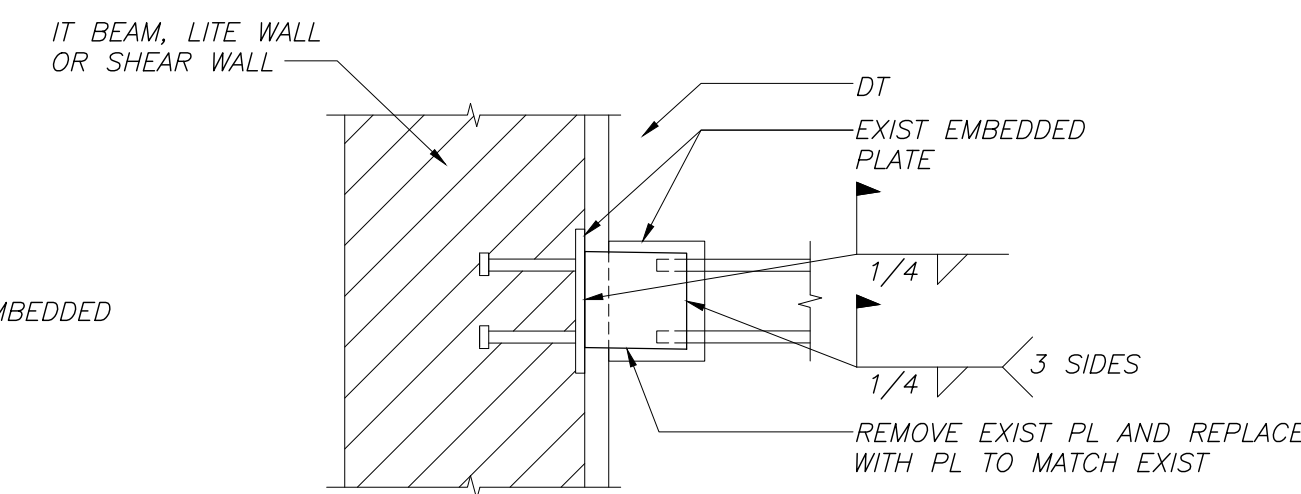 IT BEAM, LITE WALL
OR SHEAR WALL
DT
EXIST EMBEDDED
PLATE
1/4
MBEDDED
1/4
3 SIDES
REMOVE EXIST PL AND REPLACE
WITH PL TO MATCH EXIST